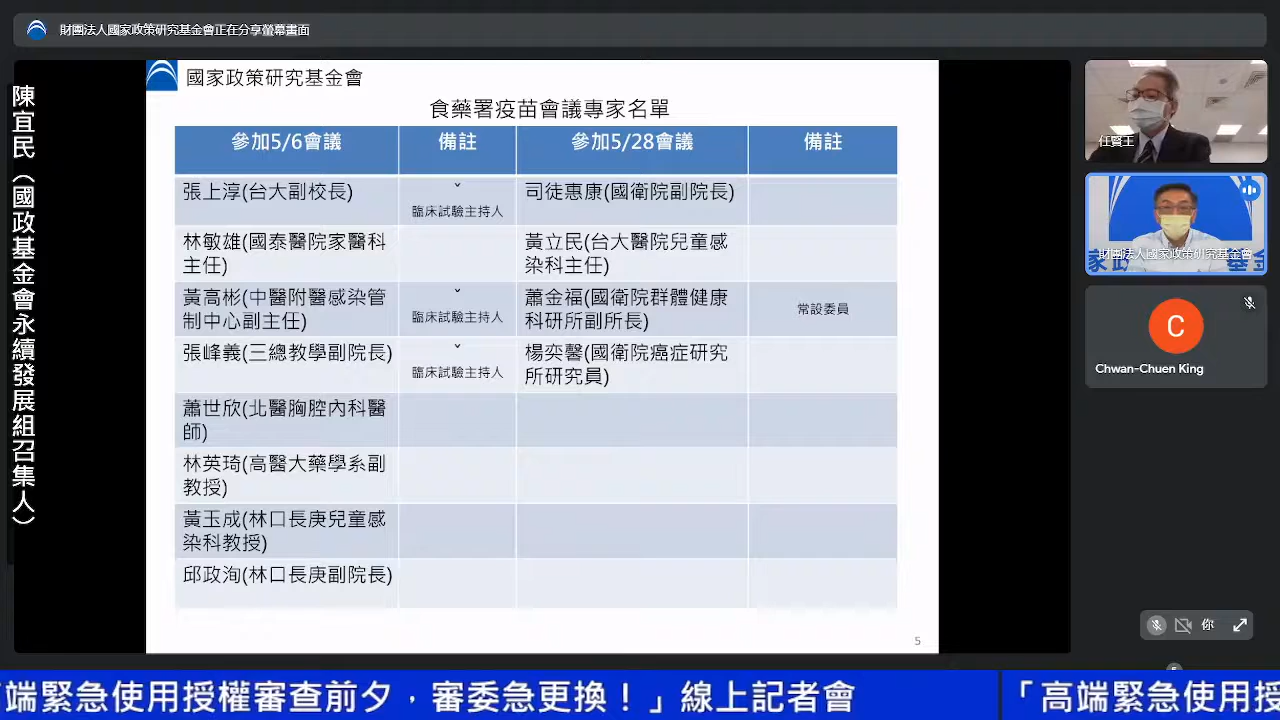 財團法人國家政策研究基金會正在分享螢幕畫面
陳宜民（國政基金會永續發展組召集人）
國家政策研究基金會
食藥署疫苗會議專家名單
參加5/6會議 備註 參加5/28會議 備註
張上淳(台大副校長) ˇ 司徒惠康(國衛院副院長)
臨床試驗主持人
林敏雄(國泰醫院家醫科 黃立民(台大醫院兒童感
主任) 染科主任)
黃高彬(中醫附醫感染管 ˇ 蕭金福(國衛院群體健康
制中心副主任) 臨床試驗主持人 科研所副所長) 常設委員
張峰義(三總教學副院長) ˇ 楊奕馨(國衛院癌症研究
臨床試驗主持人 所研究員)
蕭世欣(北醫胸腔內科醫
師)
林英琦(高醫大藥學系副
教授)
黃玉成(林口長庚兒童感
染科教授)
邱政洵(林口長庚副院長)
5
任賢王
財團法人國家政策研究基金會
家政
基金
C
Chwan-Chuen King
你
端緊急使用授權審查前夕，審委急更換！」線上記者會
「高端緊急使用授